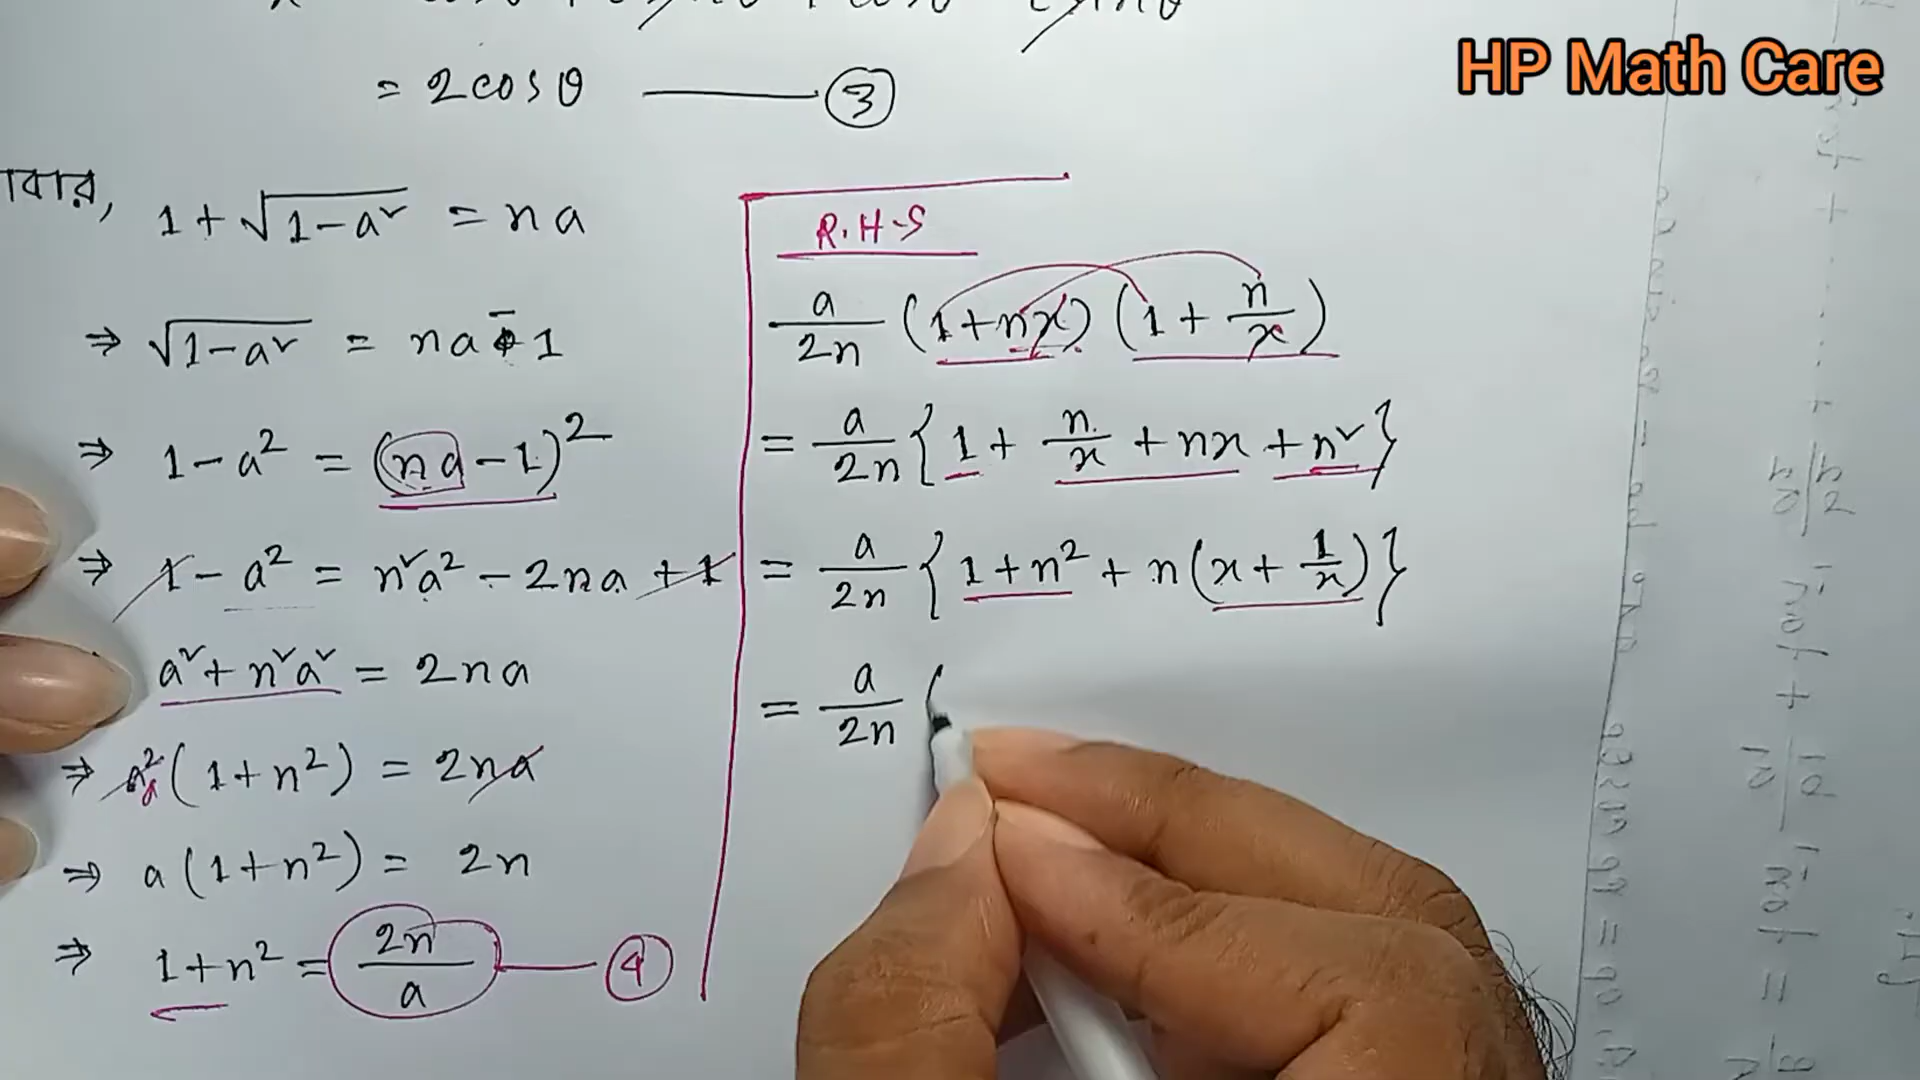 HP Math Care
= 2cosθ ——— ③
1 + √(1 - a²) = na
⇒ √(1 - a²) = na - 1
⇒ 1 - a² = (na - 1)²
⇒ 1 - a² = n²a² - 2na + 1
a² + n²a² = 2na
⇒ a²(1 + n²) = 2na
⇒ a(1 + n²) = 2n
⇒ 1 + n² = 2n/a ——— ④
R.H.S
a/2n (1 + nx)(1 + n/x)
= a/2n {1 + n/x + nx + n²}
= a/2n {1 + n² + n(x + 1/x)}
= a/2n (